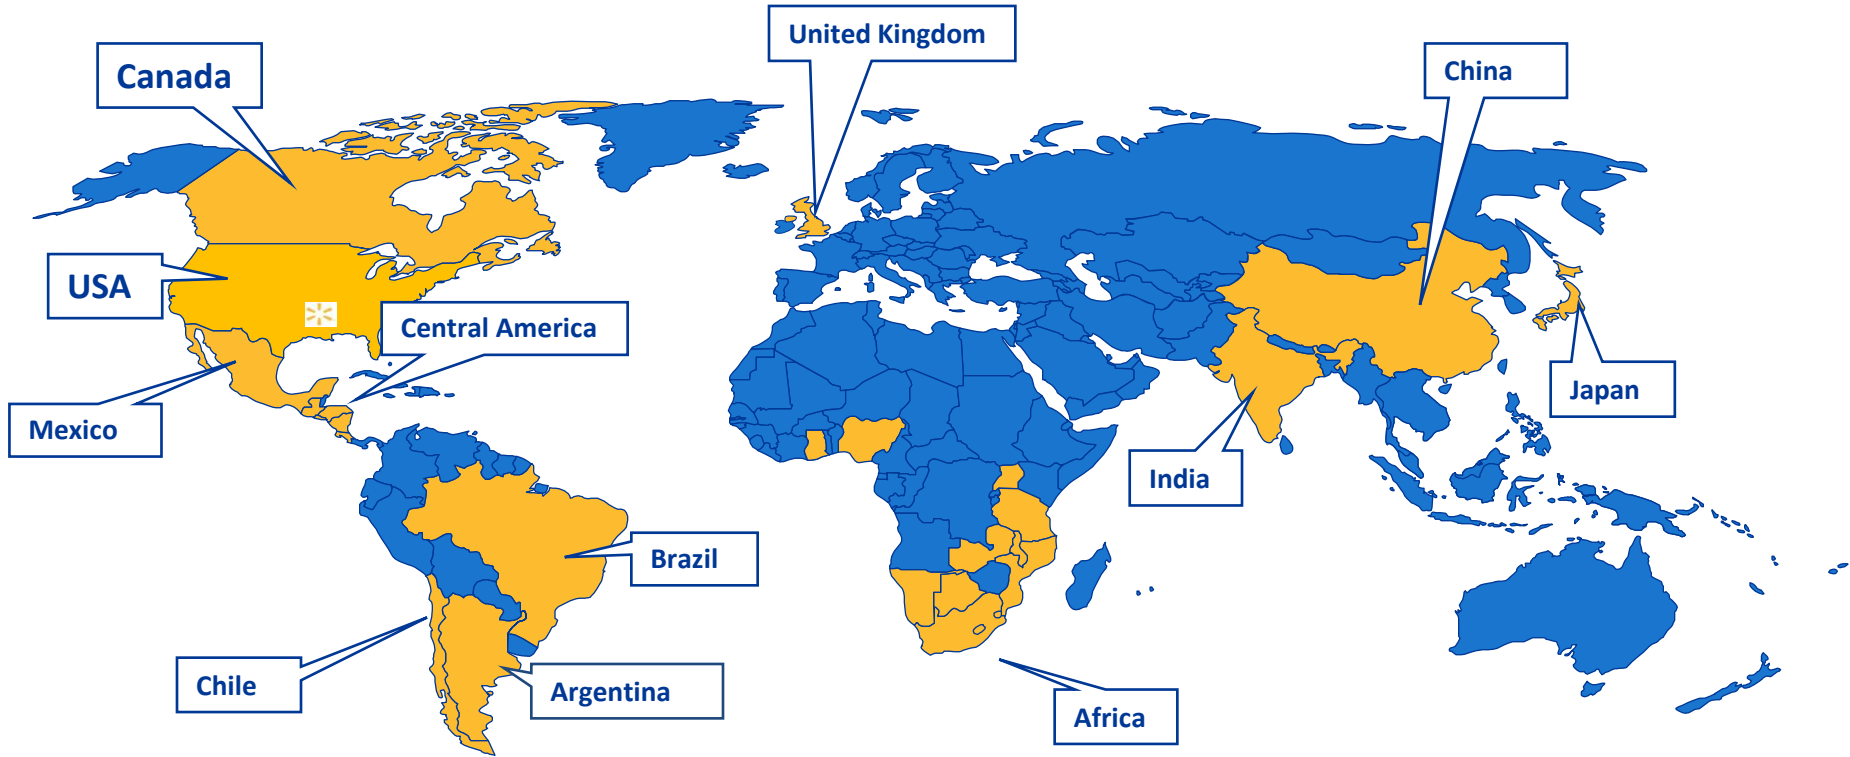 United Kingdom
Canada
China
USA
Central America
Japan
Mexico
India
Brazil
Chile
Argentina
Africa